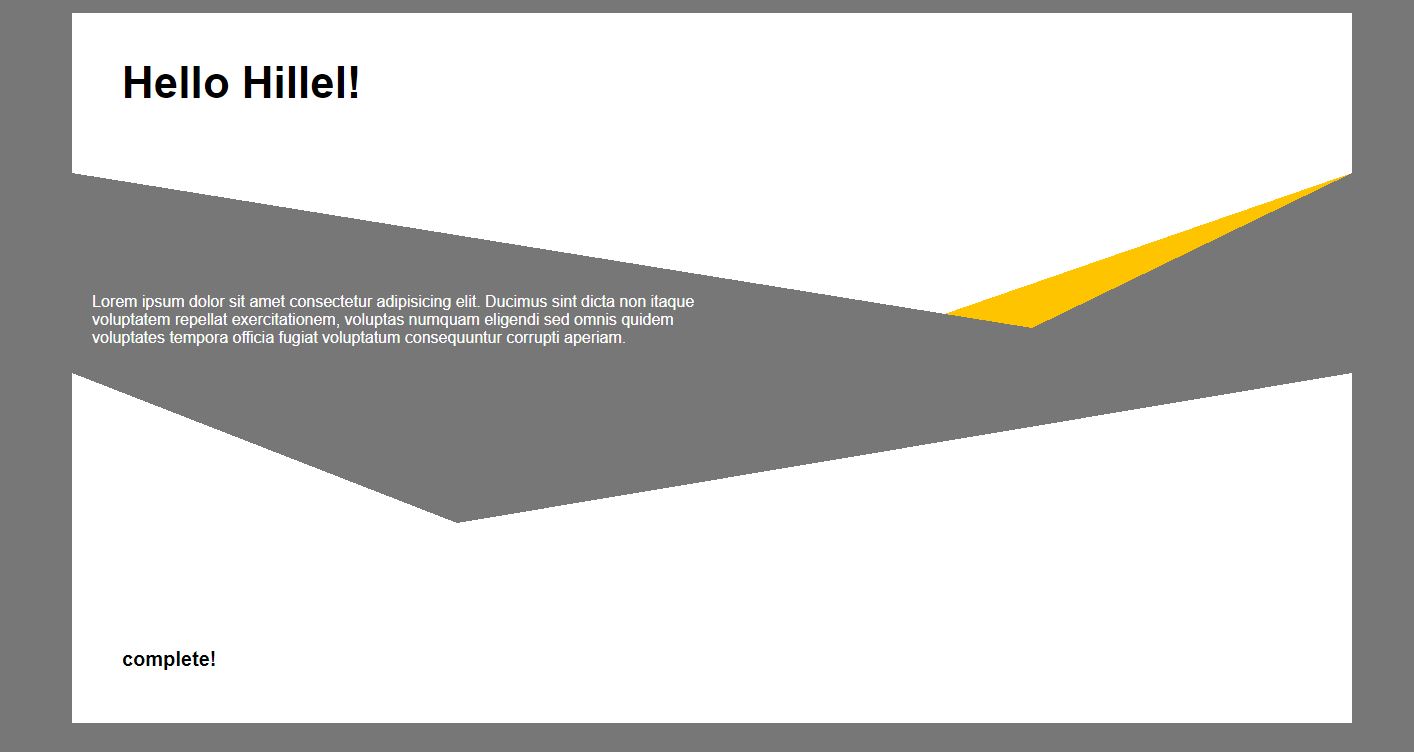 Hello Hillel!
Lorem ipsum dolor sit amet consectetur adipisicing elit. Ducimus sint dicta non itaque
voluptatem repellat exercitationem, voluptas numquam eligendi sed omnis quidem
voluptates tempora officia fugiat voluptatum consequuntur corrupti aperiam.
complete!